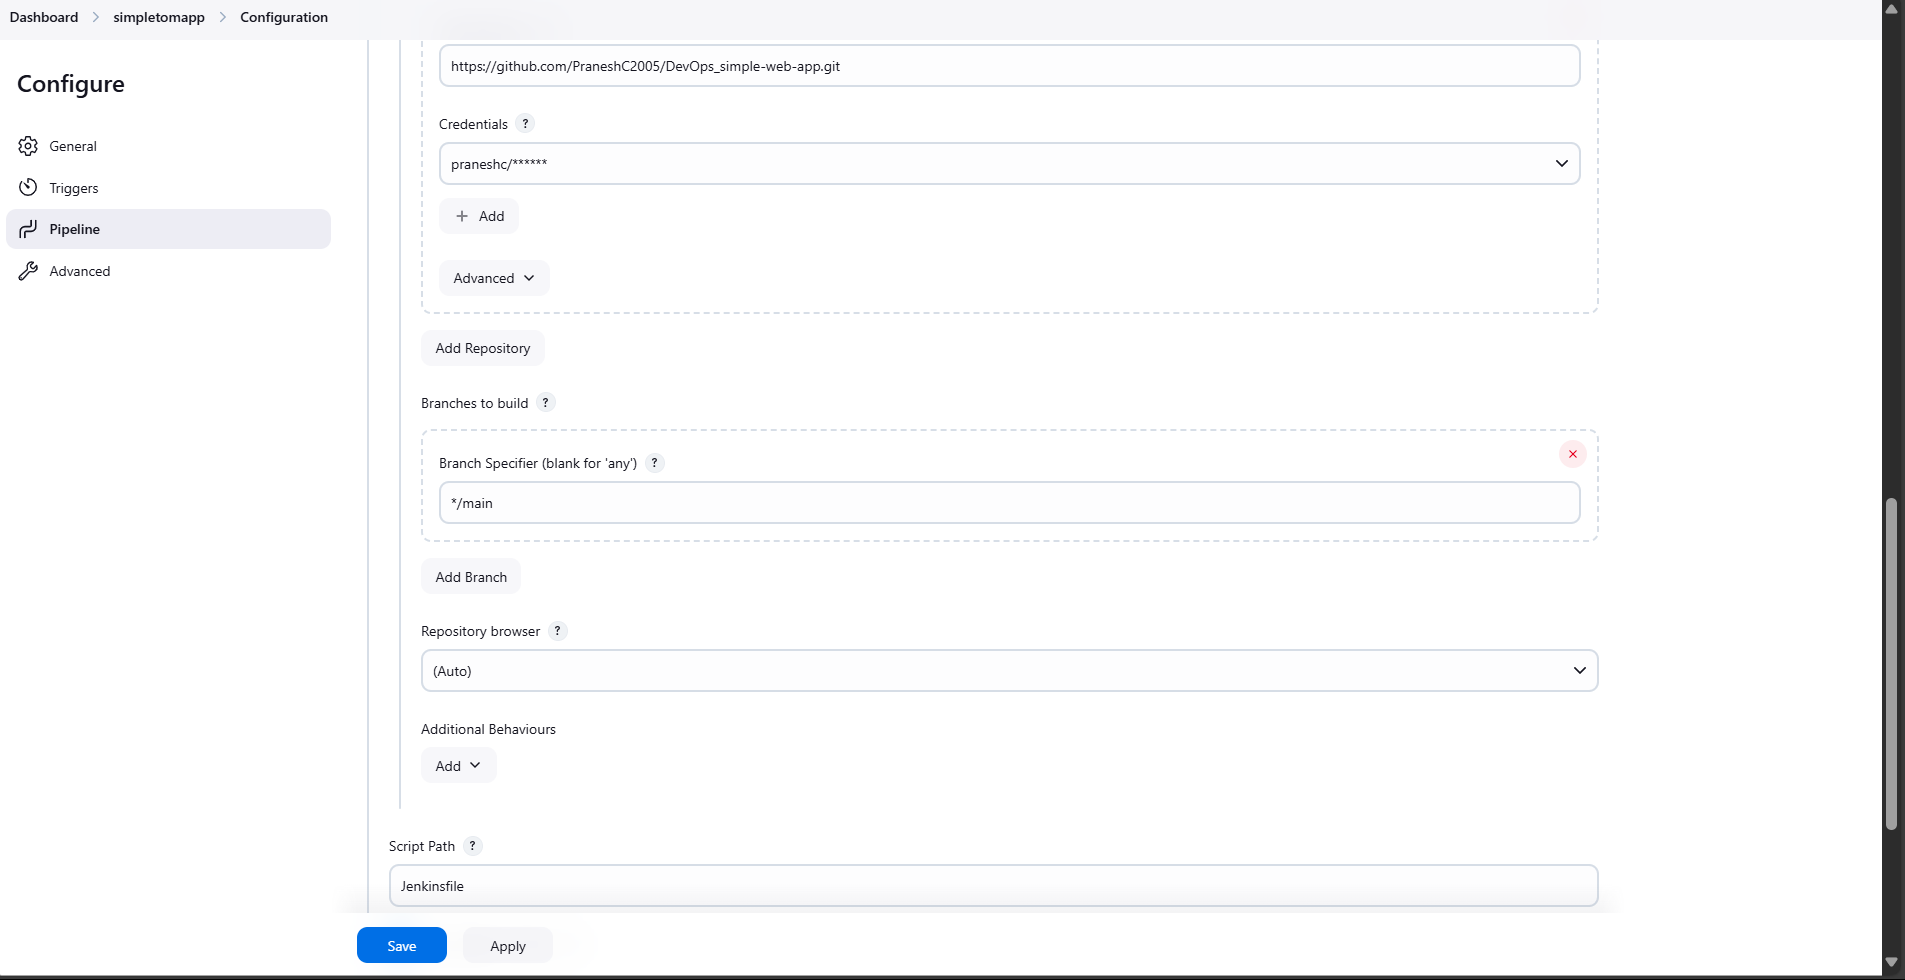 Dashboard > simpletomapp > Configuration
Configure
General
Triggers
Pipeline
Advanced
https://github.com/PraneshC2005/DevOps_simple-web-app.git
Credentials ?
praneshc/******
+ Add
Advanced
Add Repository
Branches to build ?
Branch Specifier (blank for 'any') ?
*/main
Add Branch
Repository browser ?
(Auto)
Additional Behaviours
Add
Script Path ?
Jenkinsfile
Save Apply